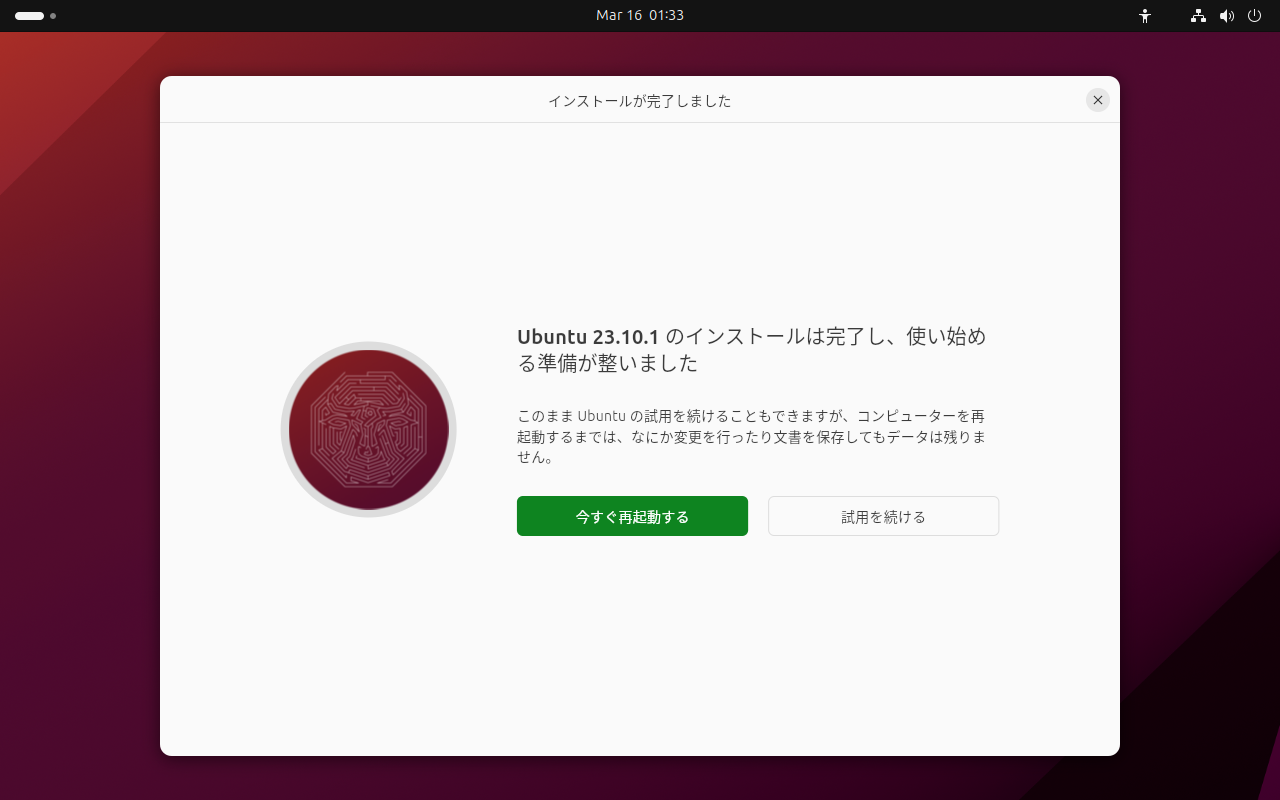 Mar 16 01:33
インストールが完了しました
Ubuntu 23.10.1 のインストールは完了し、使い始め
る準備が整いました
このまま Ubuntu の試用を続けることもできますが、コンピューターを再
起動するまでは、なにか変更を行ったり文書を保存してもデータは残りま
せん。
今すぐ再起動する
試用を続ける